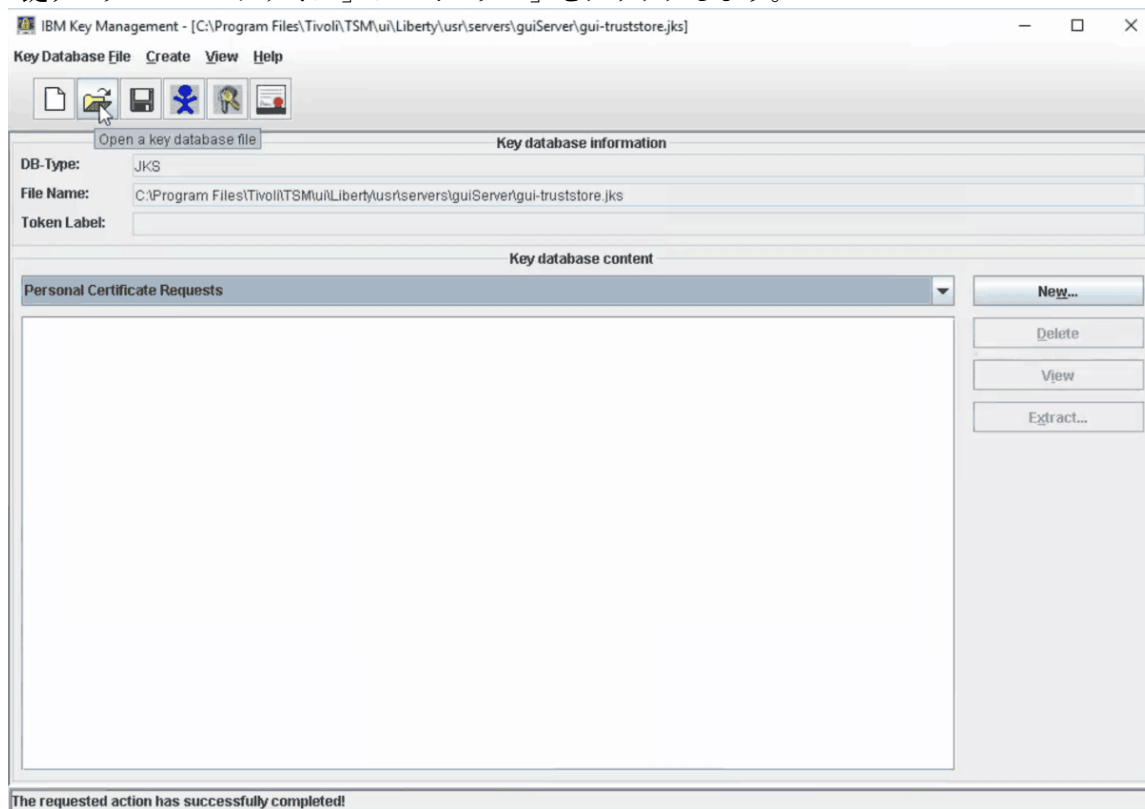 IBM Key Management - [C:\Program Files\Tivoli\TSM\ui\Liberty\usr\servers\guiServer\gui-truststore.jks]
Key Database File Create View Help
Open a key database file
Key database information
DB-Type: JKS
File Name: C:\Program Files\Tivoli\TSM\ui\Liberty\usr\servers\guiServer\gui-truststore.jks
Token Label:
Key database content
Personal Certificate Requests
New...
Delete
View
Extract...
The requested action has successfully completed!